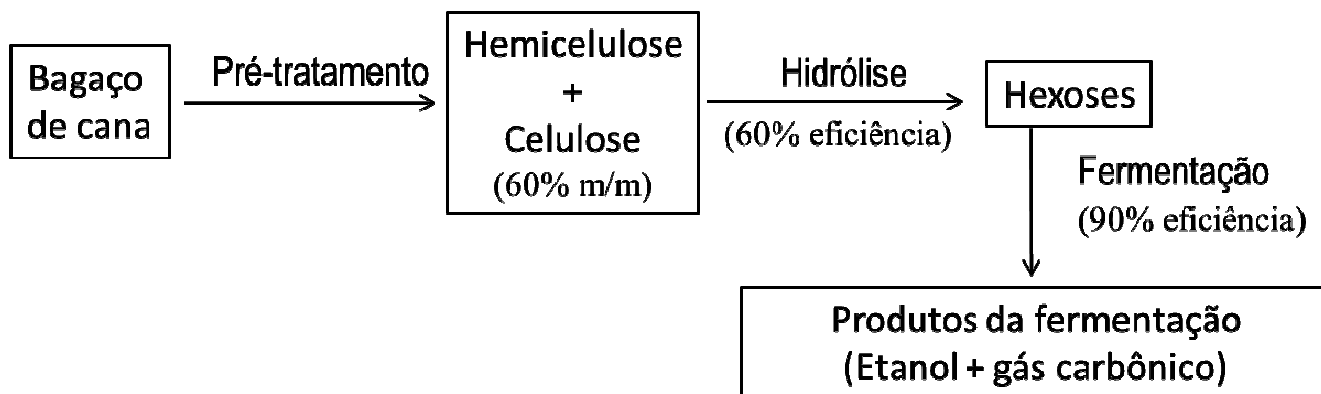 Bagaço
de cana
Pré-tratamento
Hemicelulose
+
Celulose
(60% m/m)
Hidrólise
(60% eficiência)
Hexoses
Fermentação
(90% eficiência)
Produtos da fermentação
(Etanol + gás carbônico)